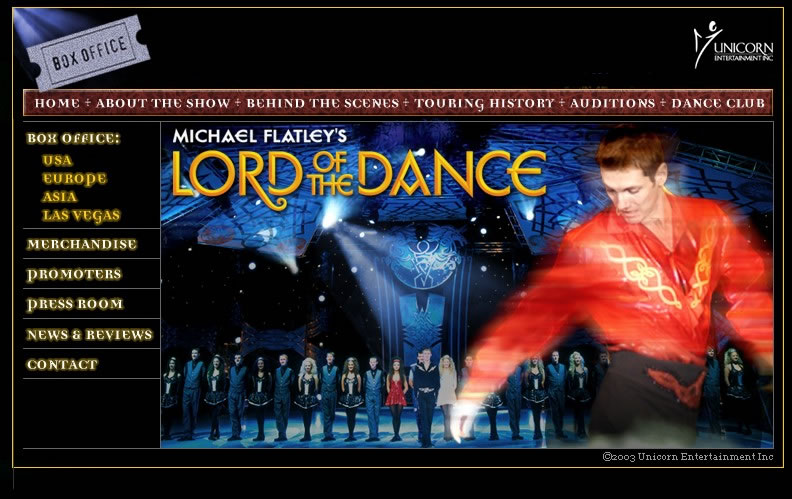 BOX OFFICE
UNICORN
ENTERTAINMENT INC
HOME + ABOUT THE SHOW + BEHIND THE SCENES + TOURING HISTORY + AUDITIONS + DANCE CLUB
BOX OFFICE:
USA
EUROPE
ASIA
LAS VEGAS
MERCHANDISE
PROMOTERS
PRESS ROOM
NEWS & REVIEWS
CONTACT
MICHAEL FLATLEY'S
LORD OF THE DANCE
©2003 Unicorn Entertainment Inc